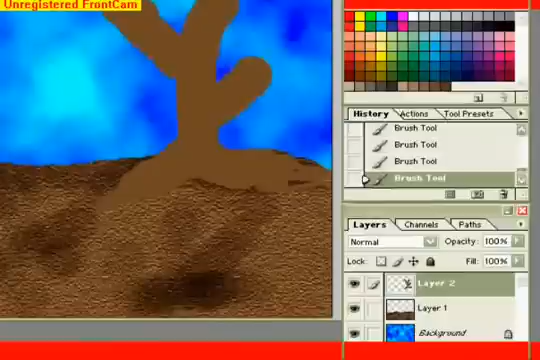 Unregistered FrontCam
History Actions Tool Presets
Brush Tool
Brush Tool
Brush Tool
Brush Tool
Layers Channels Paths
Normal Opacity: 100%
Lock: Fill: 100%
Layer 2
Layer 1
Background